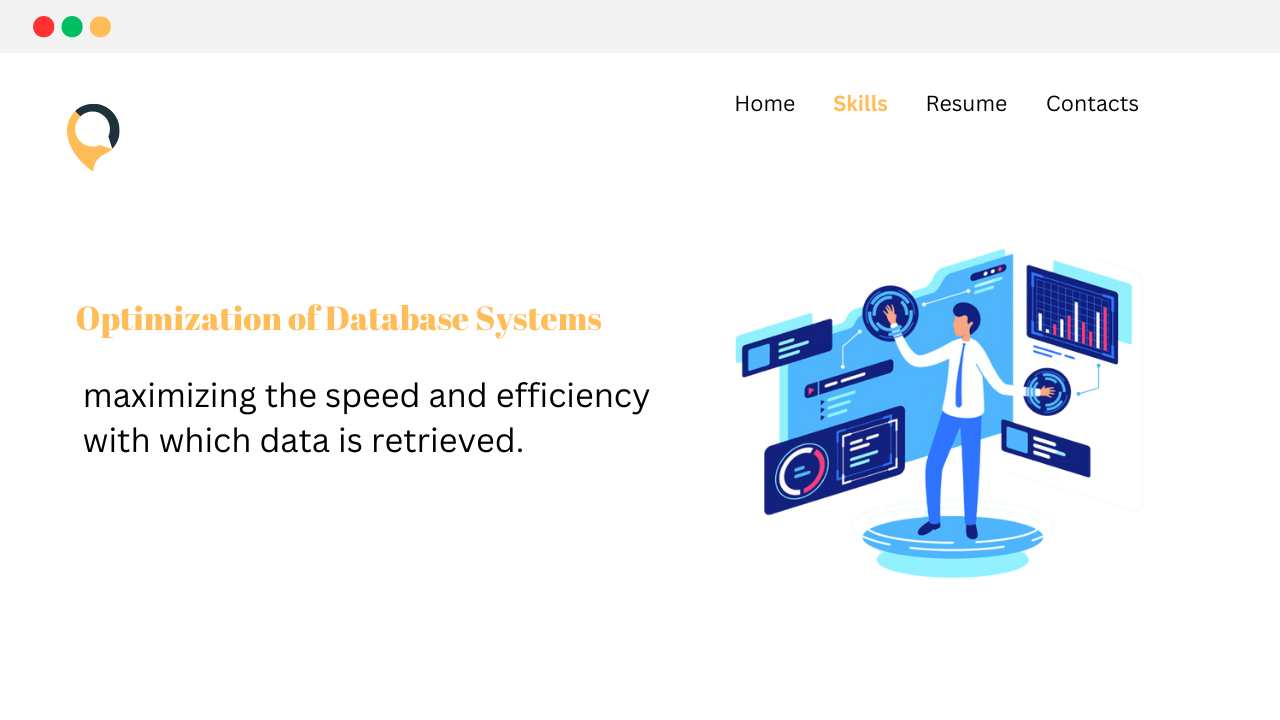 Home Skills Resume Contacts
Optimization of Database Systems
maximizing the speed and efficiency
with which data is retrieved.